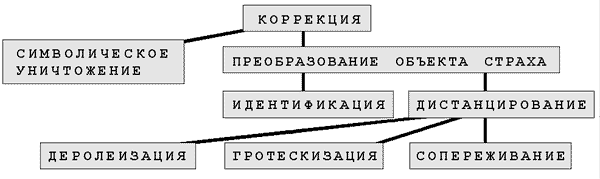 КОРРЕКЦИЯ
СИМВОЛИЧЕСКОЕ
УНИЧТОЖЕНИЕ
ПРЕОБРАЗОВАНИЕ ОБЪЕКТА СТРАХА
ИДЕНТИФИКАЦИЯ
ДИСТАНЦИРОВАНИЕ
ДЕРОЛЕИЗАЦИЯ
ГРОТЕСКИЗАЦИЯ
СОПЕРЕЖИВАНИЕ